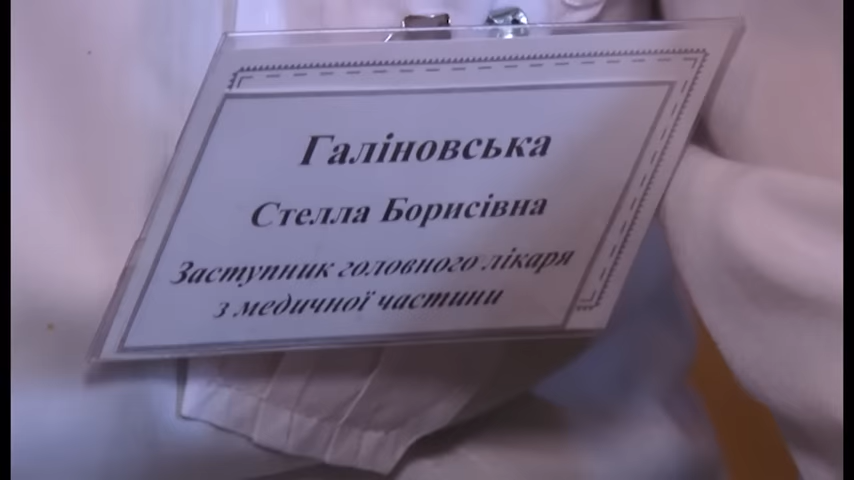 Галіновська
Стелла Борисівна
Заступник головного лікаря
з медичної частини